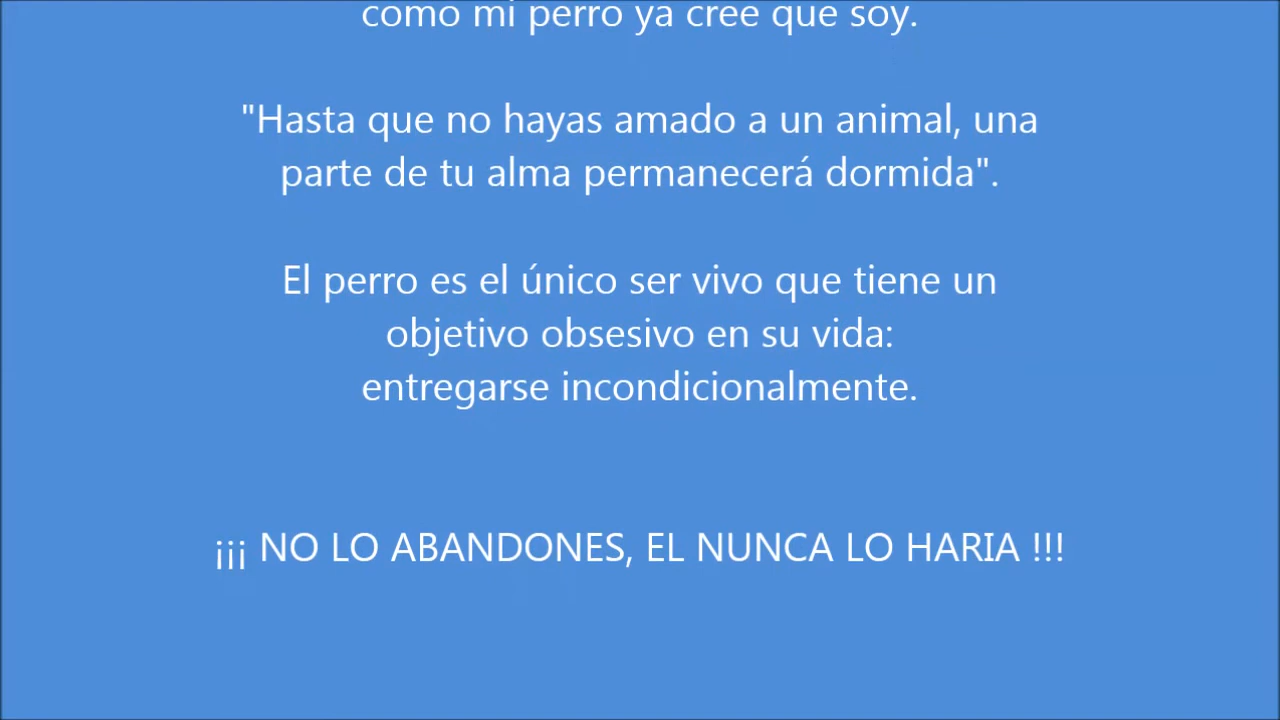 como mi perro ya cree que soy.
"Hasta que no hayas amado a un animal, una
parte de tu alma permanecerá dormida".
El perro es el único ser vivo que tiene un
objetivo obsesivo en su vida:
entregarse incondicionalmente.
¡¡¡ NO LO ABANDONES, EL NUNCA LO HARIA !!!